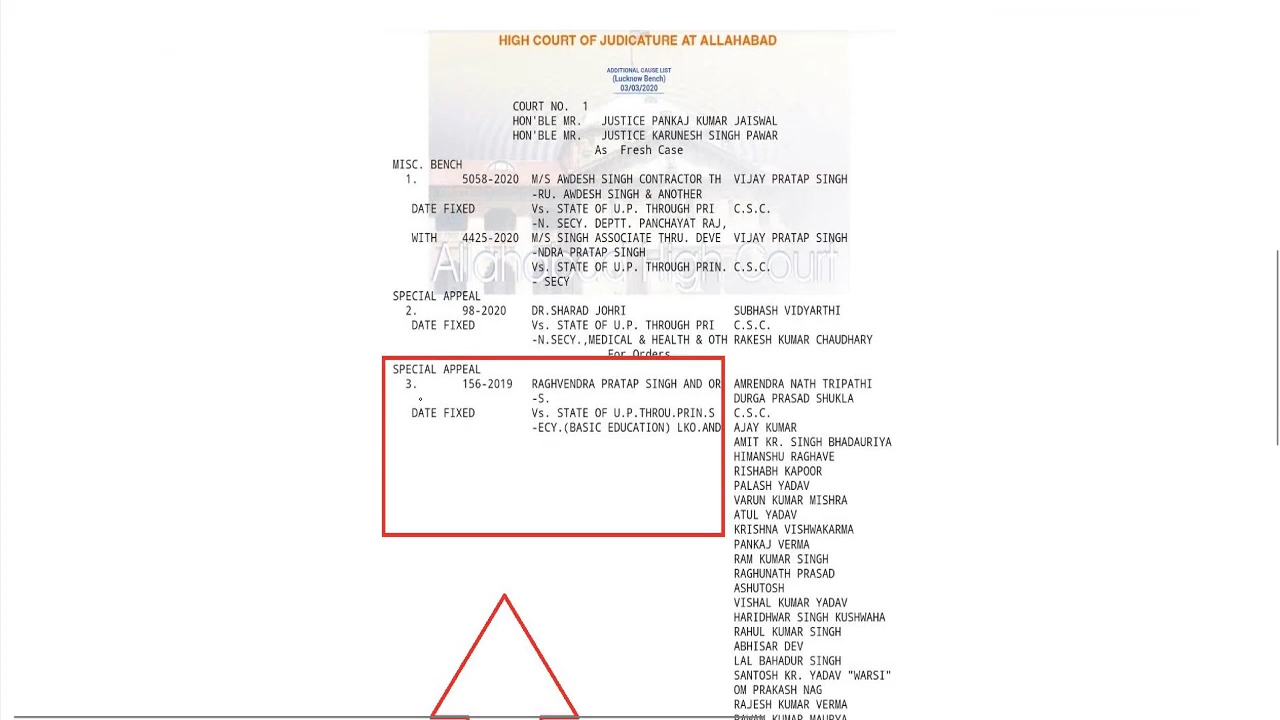 HIGH COURT OF JUDICATURE AT ALLAHABAD
ADDITIONAL CAUSE LIST
(Lucknow Bench)
03/03/2020
COURT NO. 1
HON'BLE MR. JUSTICE PANKAJ KUMAR JAISWAL
HON'BLE MR. JUSTICE KARUNESH SINGH PAWAR
As Fresh Case
MISC. BENCH
1. 5058-2020 M/S AWDESH SINGH CONTRACTOR TH VIJAY PRATAP SINGH
-RU. AWDESH SINGH & ANOTHER
DATE FIXED Vs. STATE OF U.P. THROUGH PRI C.S.C.
-N. SECY. DEPTT. PANCHAYAT RAJ,
WITH 4425-2020 M/S SINGH ASSOCIATE THRU. DEVE VIJAY PRATAP SINGH
-NDRA PRATAP SINGH
Allahabad High Court
Vs. STATE OF U.P. THROUGH PRIN. C.S.C.
- SECY
SPECIAL APPEAL
2. 98-2020 DR.SHARAD JOHRI SUBHASH VIDYARTHI
DATE FIXED Vs. STATE OF U.P. THROUGH PRI C.S.C.
-N.SECY.,MEDICAL & HEALTH & OTH RAKESH KUMAR CHAUDHARY
For Orders
SPECIAL APPEAL
3. 156-2019 RAGHVENDRA PRATAP SINGH AND OR AMRENDRA NATH TRIPATHI
-S. DURGA PRASAD SHUKLA
DATE FIXED Vs. STATE OF U.P.THROU.PRIN.S C.S.C.
-ECY.(BASIC EDUCATION) LKO.AND AJAY KUMAR
AMIT KR. SINGH BHADAURIYA
HIMANSHU RAGHAVE
RISHABH KAPOOR
PALASH YADAV
VARUN KUMAR MISHRA
ATUL YADAV
KRISHNA VISHWAKARMA
PANKAJ VERMA
RAM KUMAR SINGH
RAGHUNATH PRASAD
ASHUTOSH
VISHAL KUMAR YADAV
HARIDHWAR SINGH KUSHWAHA
RAHUL KUMAR SINGH
ABHISAR DEV
LAL BAHADUR SINGH
SANTOSH KR. YADAV "WARSI"
OM PRAKASH NAG
RAJESH KUMAR VERMA
PAWAN KUMAR MAURYA